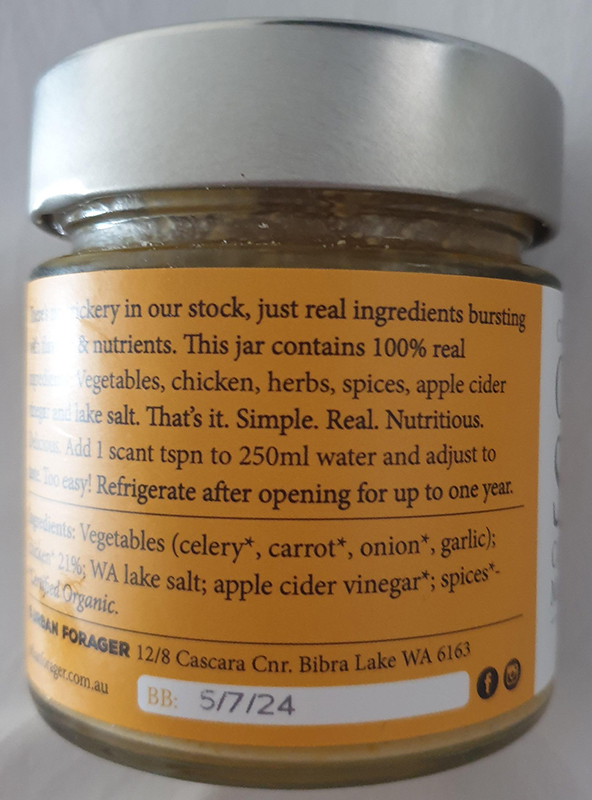 There's no trickery in our stock, just real ingredients bursting
& nutrients. This jar contains 100% real
Vegetables, chicken, herbs, spices, apple cider
and lake salt. That's it. Simple. Real. Nutritious.
Delicious. Add 1 scant tspn to 250ml water and adjust to
Too easy! Refrigerate after opening for up to one year.
Ingredients: Vegetables (celery*, carrot*, onion*, garlic);
chicken* 21%; WA lake salt; apple cider vinegar*; spices*-
*Certified Organic.
URBAN FORAGER 12/8 Cascara Cnr. Bibra Lake WA 6163
urbanforager.com.au
BB: 5/7/24